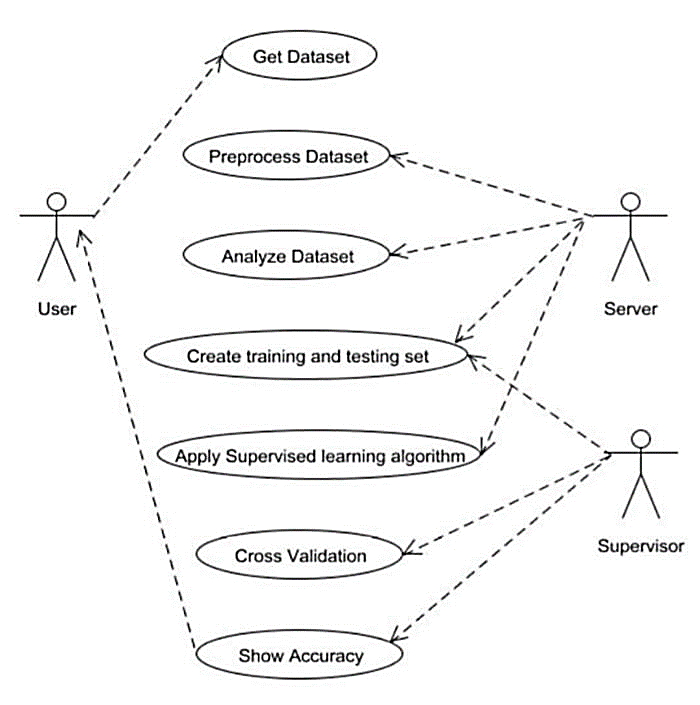 Get Dataset
Preprocess Dataset
Analyze Dataset
User
Server
Create training and testing set
Apply Supervised learning algorithm
Cross Validation
Supervisor
Show Accuracy